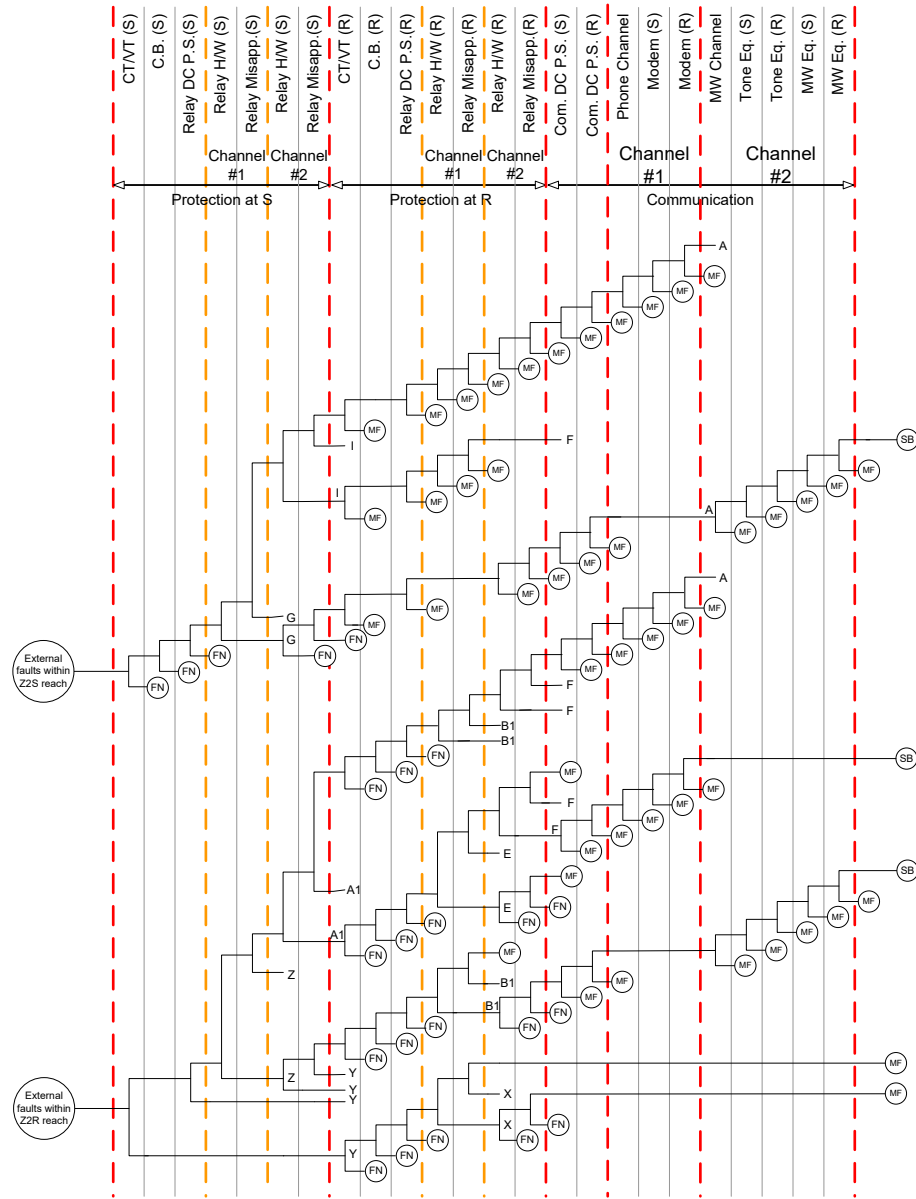 CT/VT (S)
C.B. (S)
Relay DC P.S.(S)
Relay H/W (S)
Relay Misapp.(S)
Relay H/W (S)
Relay Misapp.(S)
CT/VT (R)
C.B. (R)
Relay DC P.S.(R)
Relay H/W (R)
Relay Misapp.(R)
Relay H/W (R)
Relay Misapp.(R)
Com. DC P.S. (S)
Com. DC P.S. (R)
Phone Channel
Modem (S)
Modem (R)
MW Channel
Tone Eq. (S)
Tone Eq. (R)
MW Eq. (S)
MW Eq. (R)
Channel
#1
Channel
#2
Channel
#1
Channel
#2
Channel
#1
Channel
#2
Protection at S
Protection at R
Communication
A
MF
MF
MF
MF
MF
MF
MF
MF
MF
MF
MF
F
SB
I
MF
MF
MF
MF
I
MF
MF
A
MF
MF
MF
MF
MF
A
MF
MF
MF
MF
G
MF
MF
MF
G
FN
MF
FN
FN
External
faults within
Z2S reach
MF
FN
F
FN
F
B1
B1
FN
SB
FN
MF
FN
MF
F
MF
MF
F
MF
MF
E
SB
MF
A1
MF
E
FN
MF
FN
FN
MF
A1
FN
MF
MF
FN
MF
Z
MF
B1
MF
B1
FN
FN
FN
FN
FN
MF
Y
Z
Y
X
MF
Y
External
faults within
Z2R reach
X
FN
FN
FN
Y
FN
FN